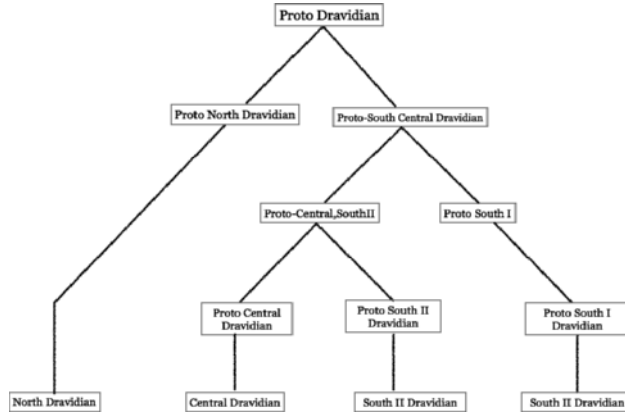 Proto Dravidian
Proto North Dravidian
Proto-South Central Dravidian
Proto-Central,SouthII
Proto South I
Proto Central
Dravidian
Proto South II
Dravidian
Proto South I
Dravidian
North Dravidian
Central Dravidian
South II Dravidian
South II Dravidian